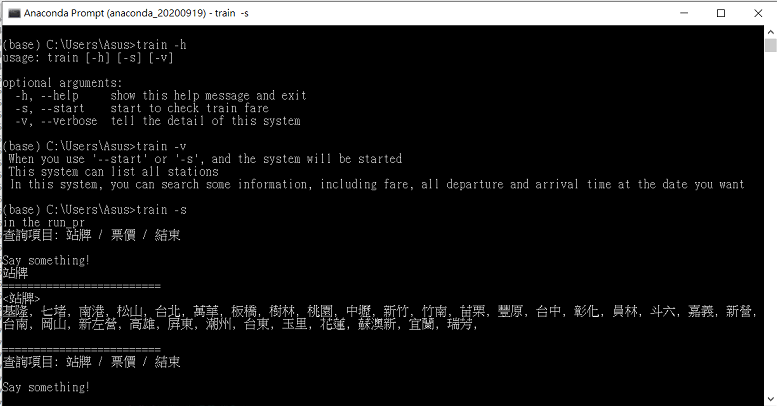 Anaconda Prompt (anaconda_20200919) - train -s
(base) C:\Users\Asus>train -h
usage: train [-h] [-s] [-v]
optional arguments:
-h, --help show this help message and exit
-s, --start start to check train fare
-v, --verbose tell the detail of this system
(base) C:\Users\Asus>train -v
When you use '--start' or '-s', and the system will be started
This system can list all stations
In this system, you can search some information, including fare, all departure and arrival time at the date you want
(base) C:\Users\Asus>train -s
in the run_pr
查詢項目: 站牌 / 票價 / 結束
Say something!
站牌
=========================
<站牌>
基隆, 七堵, 南港, 松山, 台北, 萬華, 板橋, 樹林, 桃園, 中壢, 新竹, 竹南, 苗栗, 豐原, 台中, 彰化, 員林, 斗六, 嘉義, 新營,
台南, 岡山, 新左營, 高雄, 屏東, 潮州, 台東, 玉里, 花蓮, 蘇澳新, 宜蘭, 瑞芳,
=========================
查詢項目: 站牌 / 票價 / 結束
Say something!